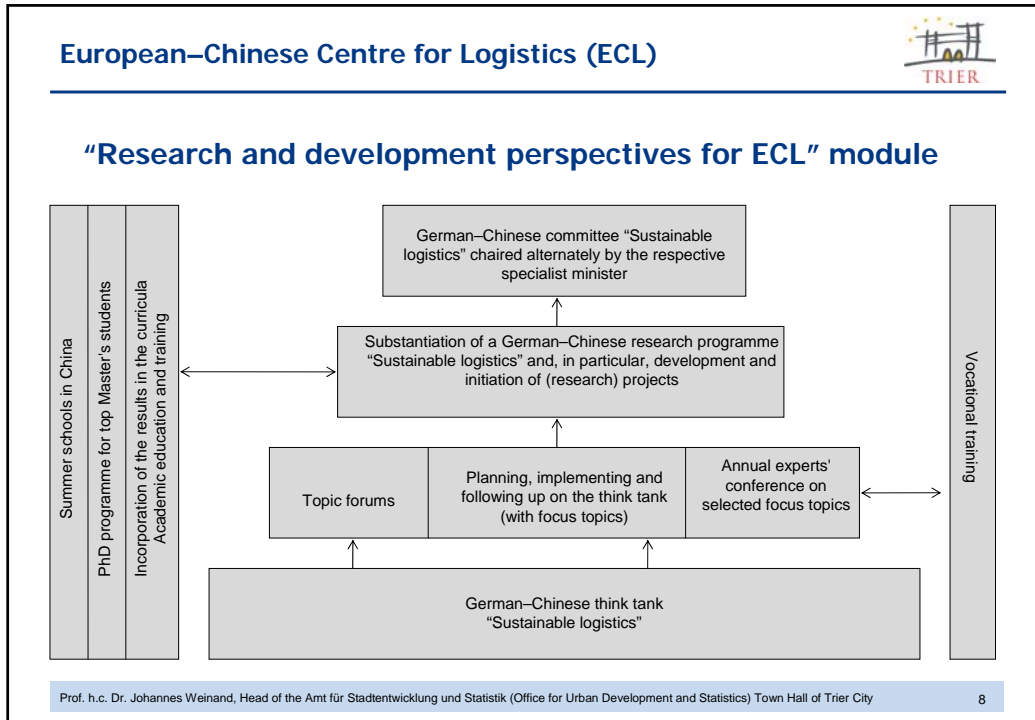 European–Chinese Centre for Logistics (ECL)
TRIER
“Research and development perspectives for ECL” module
Summer schools in China
PhD programme for top Master's students
Incorporation of the results in the curricula
Academic education and training
German–Chinese committee “Sustainable
logistics” chaired alternately by the respective
specialist minister
Substantiation of a German–Chinese research programme
“Sustainable logistics” and, in particular, development and
initiation of (research) projects
Topic forums
Planning, implementing and
following up on the think tank
(with focus topics)
Annual experts'
conference on
selected focus topics
German–Chinese think tank
“Sustainable logistics”
Vocational training
Prof. h.c. Dr. Johannes Weinand, Head of the Amt für Stadtentwicklung und Statistik (Office for Urban Development and Statistics) Town Hall of Trier City 8